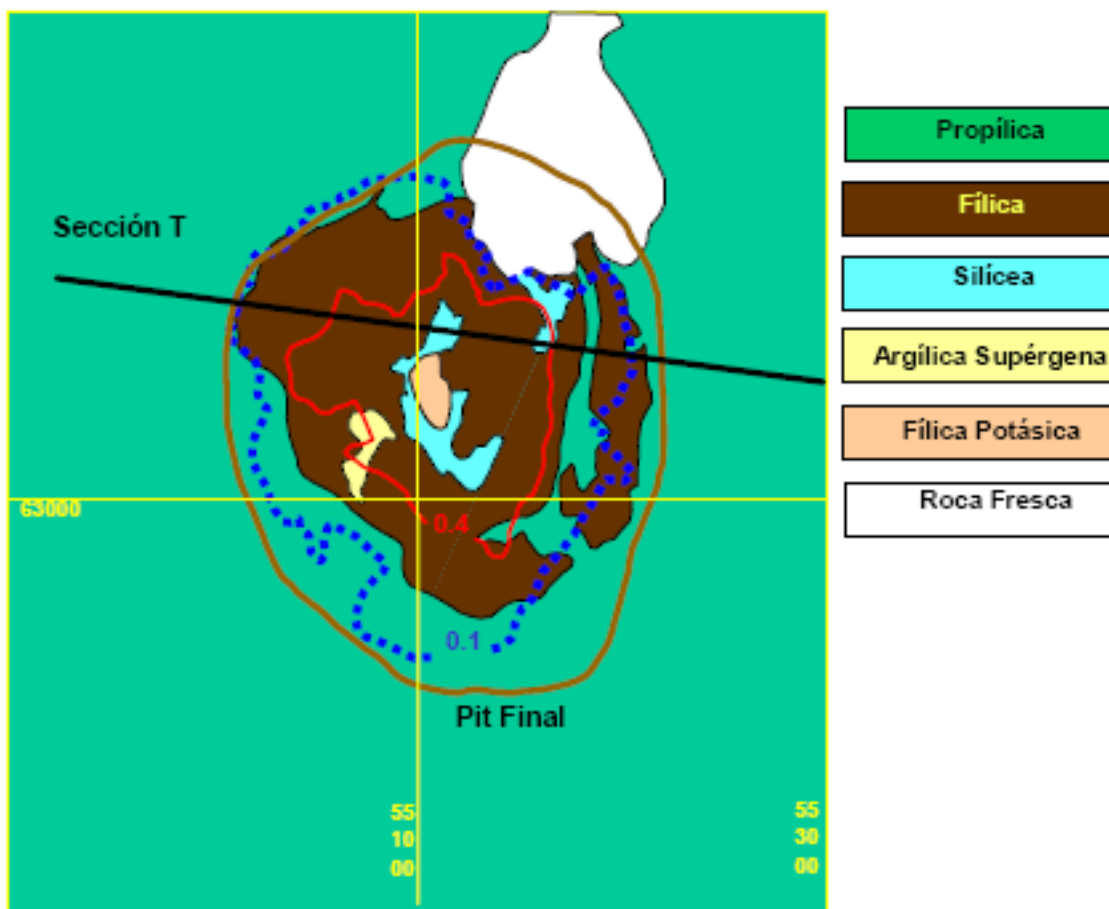 Sección T
63000
0.4
0.1
Pit Final
55
10
00
55
30
00
Propílica
Fílica
Silícea
Argílica Supérgena
Fílica Potásica
Roca Fresca